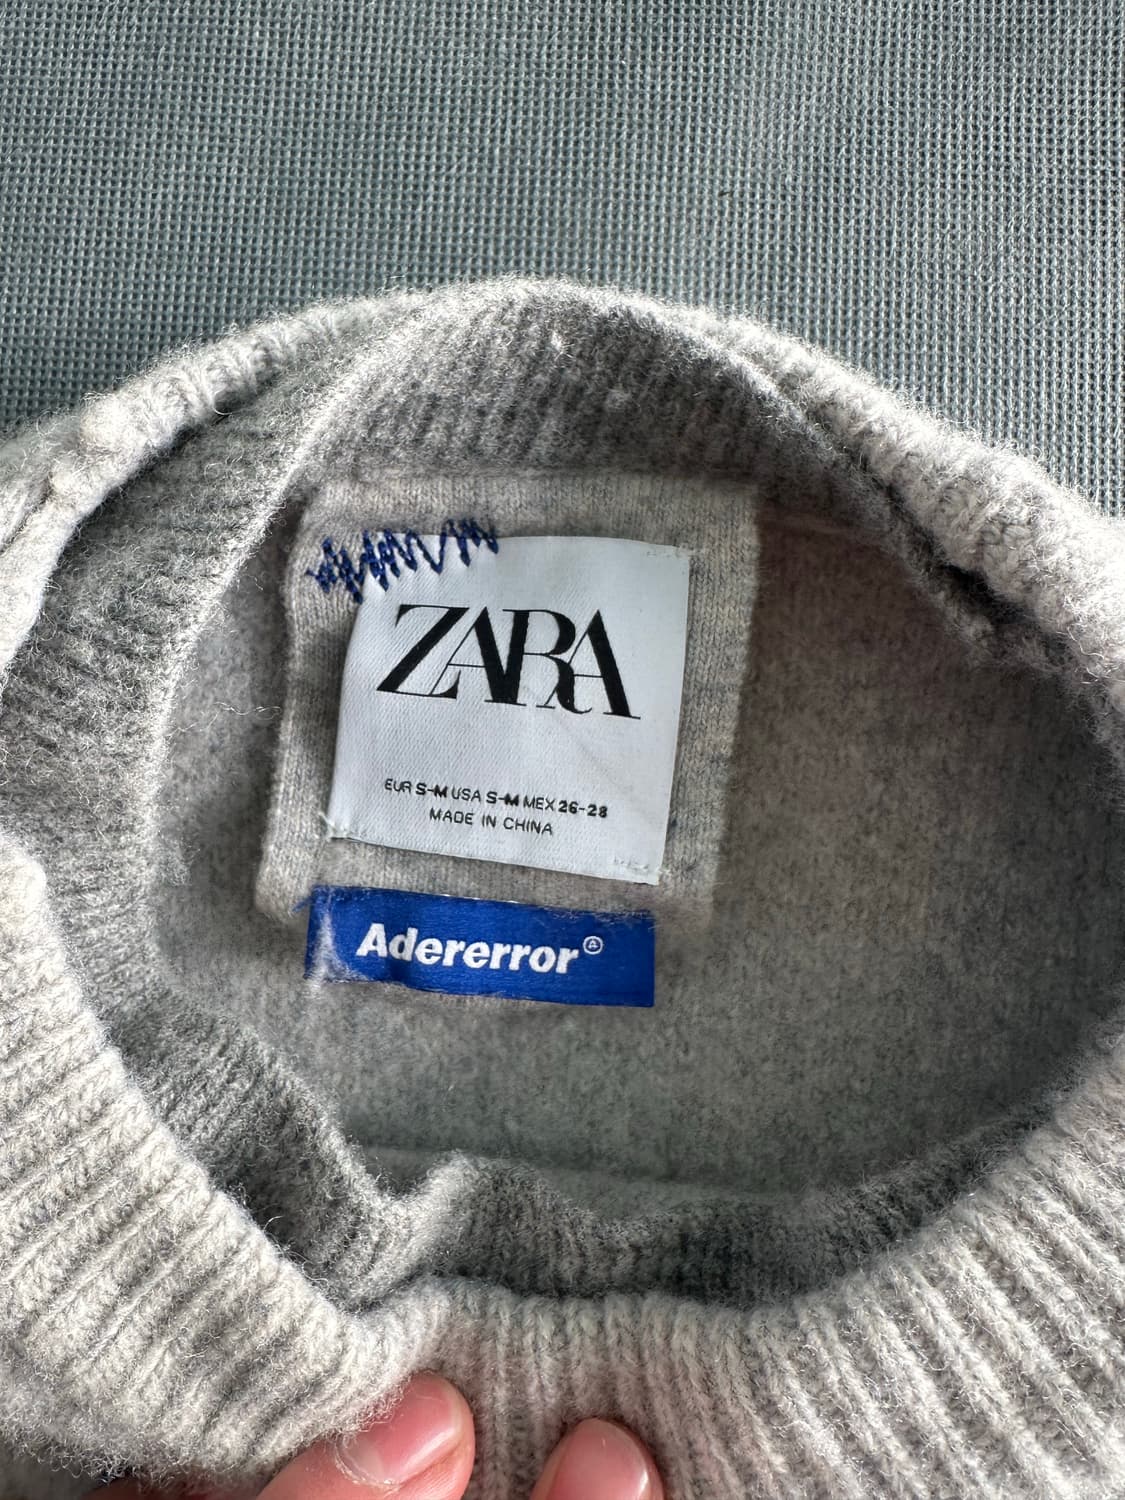 ZARA
EUR S-M USA S-M MEX 26-28
MADE IN CHINA
Adererror Ⓐ